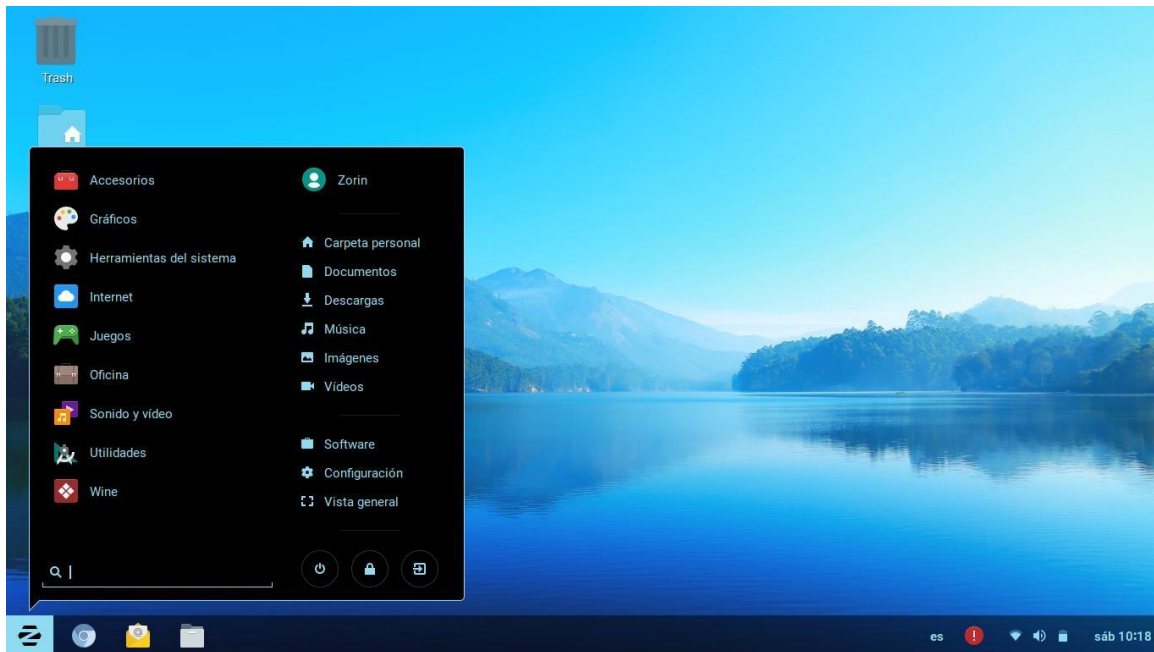 Trash
Accesorios
Gráficos
Herramientas del sistema
Internet
Juegos
Oficina
Sonido y vídeo
Utilidades
Wine
Zorin
Carpeta personal
Documentos
Descargas
Música
Imágenes
Vídeos
Software
Configuración
Vista general
es
sáb 10:18